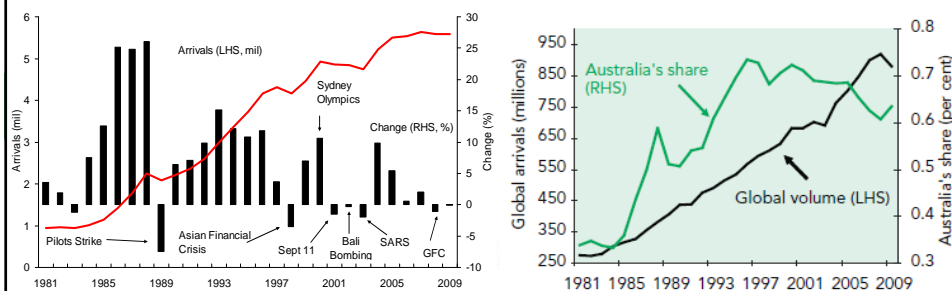 6
5
4
3
2
1
0
Arrivals (mil)
30
25
20
15
10
5
0
-5
-10
Change (%)
Arrivals (LHS, mil)
Sydney
Olympics
Change (RHS, %)
Pilots Strike
Asian Financial
Crisis
Sept 11
Bali
Bombing
SARS
GFC
1981 1985 1989 1993 1997 2001 2005 2009
950
850
750
650
550
450
350
250
Global arrivals (millions)
0.8
0.7
0.6
0.5
0.4
0.3
Australia's share (per cent)
Australia's share
(RHS)
Global volume (LHS)
1981 1985 1989 1993 1997 2001 2005 2009